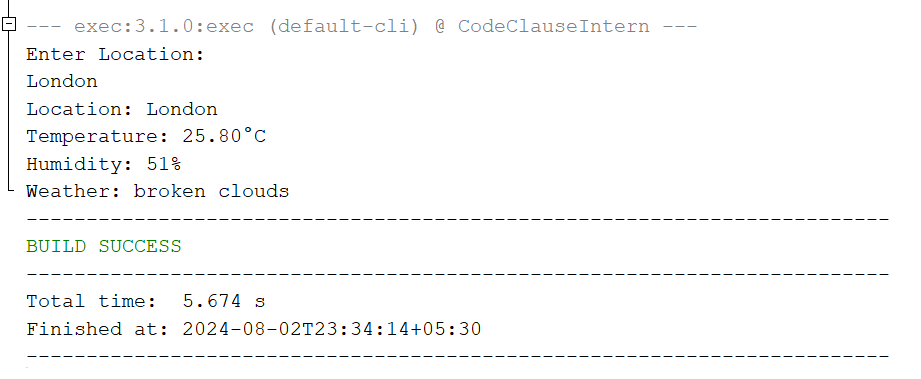 --- exec:3.1.0:exec (default-cli) @ CodeClauseIntern ---
Enter Location:
London
Location: London
Temperature: 25.80°C
Humidity: 51%
Weather: broken clouds
------------------------------------------------------------------------
BUILD SUCCESS
------------------------------------------------------------------------
Total time:  5.674 s
Finished at: 2024-08-02T23:34:14+05:30
------------------------------------------------------------------------